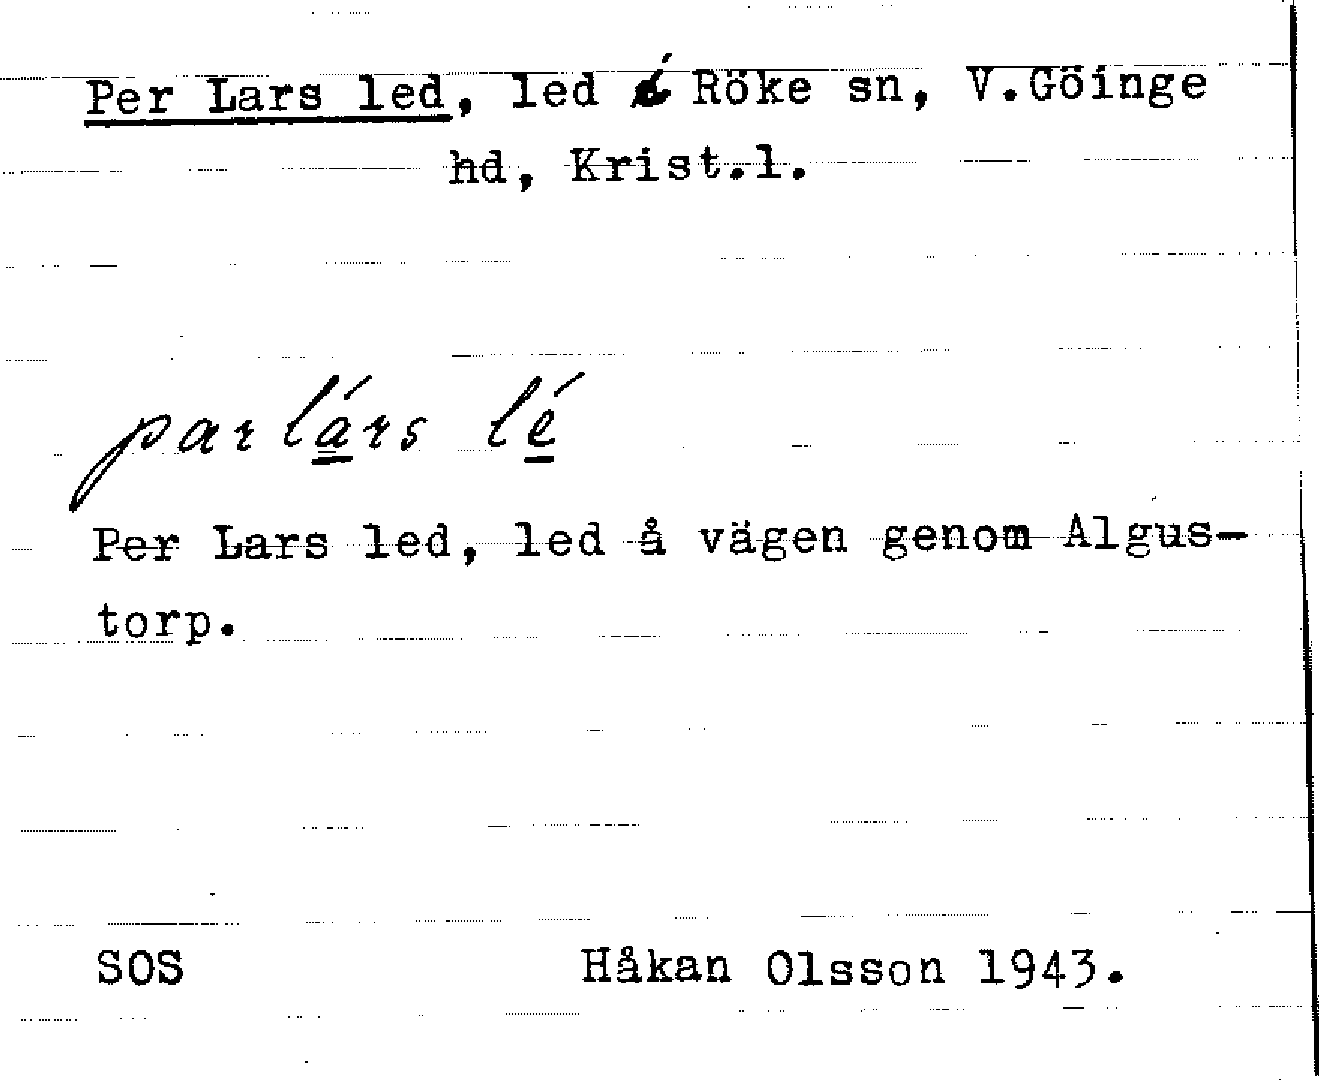 Per Lars led, led i Röke sn, V.Göinge
hd, Krist.l.
parlárs lé
Per Lars led, led å vägen genom Algus-
torp.
SOS Håkan Olsson 1943.